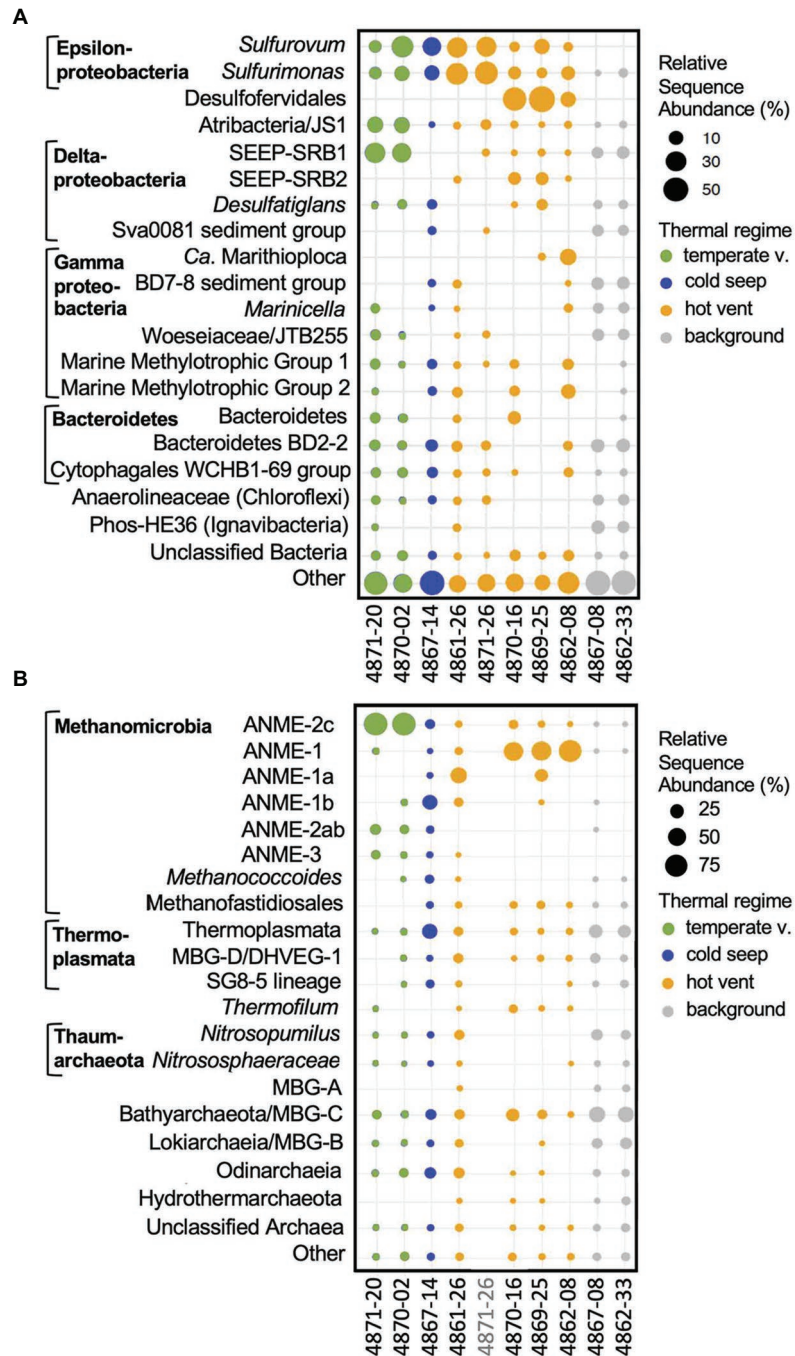 A
Epsilon-
proteobacteria
Sulfurovum
Sulfurimonas
Desulfofervidales
Atribacteria/JS1
Delta-
proteobacteria
SEEP-SRB1
SEEP-SRB2
Desulfatiglans
Sva0081 sediment group
Gamma
proteo-
bacteria
Ca. Marithioploca
BD7-8 sediment group
Marinicella
Woeseiaceae/JTB255
Marine Methylotrophic Group 1
Marine Methylotrophic Group 2
Bacteroidetes
Bacteroidetes
Bacteroidetes BD2-2
Cytophagales WCHB1-69 group
Anaerolineaceae (Chloroflexi)
Phos-HE36 (Ignavibacteria)
Unclassified Bacteria
Other
4871-20
4870-02
4867-14
4861-26
4871-26
4870-16
4869-25
4862-08
4867-08
4862-33
Relative
Sequence
Abundance (%)
10
30
50
Thermal regime
temperate v.
cold seep
hot vent
background
B
Methanomicrobia
ANME-2c
ANME-1
ANME-1a
ANME-1b
ANME-2ab
ANME-3
Methanococcoides
Methanofastidiosales
Thermo-
plasmata
Thermoplasmata
MBG-D/DHVEG-1
SG8-5 lineage
Thermofilum
Thaum-
archaeota
Nitrosopumilus
Nitrososphaeraceae
MBG-A
Bathyarchaeota/MBG-C
Lokiarchaeia/MBG-B
Odinarchaeia
Hydrothermarchaeota
Unclassified Archaea
Other
4871-20
4870-02
4867-14
4861-26
4871-26
4870-16
4869-25
4862-08
4867-08
4862-33
Relative
Sequence
Abundance (%)
25
50
75
Thermal regime
temperate v.
cold seep
hot vent
background